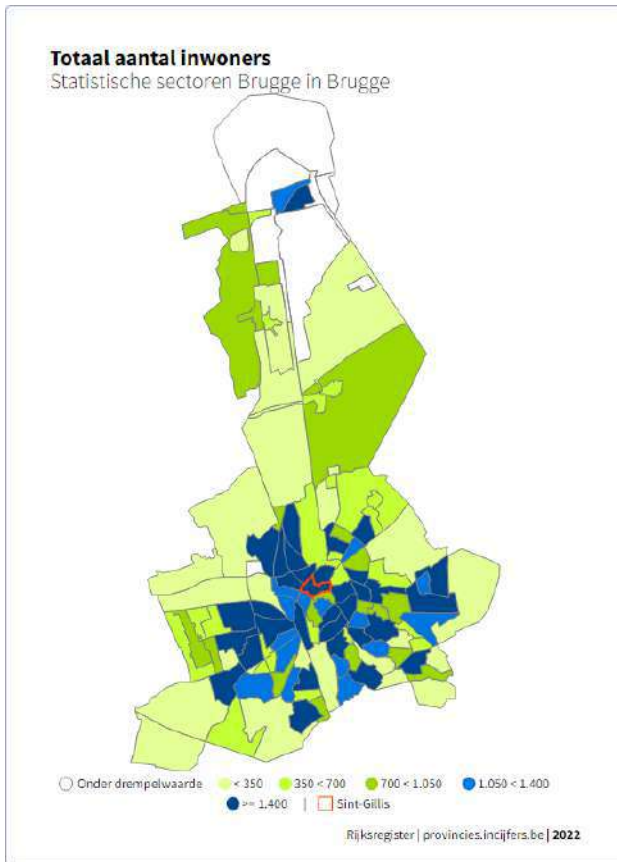 Totaal aantal inwoners
Statistische sectoren Brugge in Brugge
Onder drempelwaarde < 350 350 < 700 700 < 1.050 1.050 < 1.400
>= 1.400 | Sint-Gillis
Rijksregister | provincies.incijfers.be | 2022